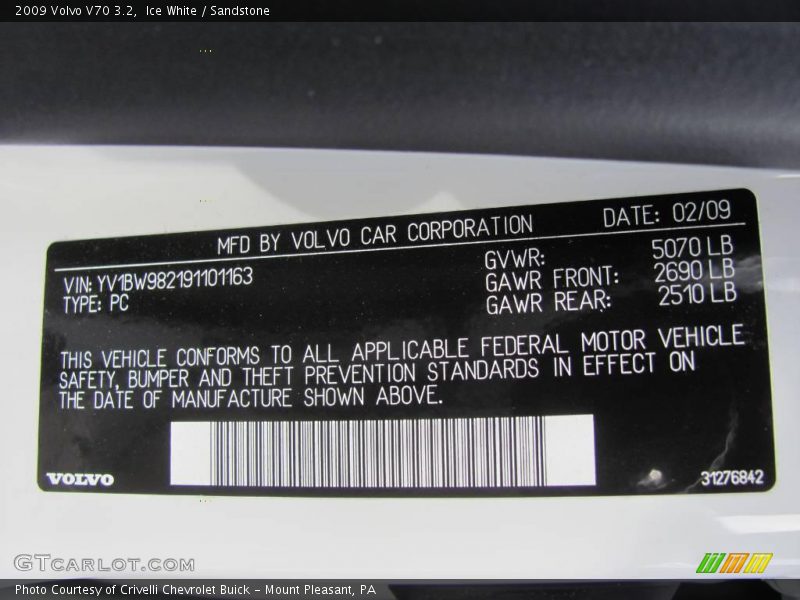 2009 Volvo V70 3.2, Ice White / Sandstone
MFD BY VOLVO CAR CORPORATION DATE: 02/09
VIN: YV1BW982191101163
TYPE: PC
GVWR: 5070 LB
GAWR FRONT: 2690 LB
GAWR REAR: 2510 LB
THIS VEHICLE CONFORMS TO ALL APPLICABLE FEDERAL MOTOR VEHICLE
SAFETY, BUMPER AND THEFT PREVENTION STANDARDS IN EFFECT ON
THE DATE OF MANUFACTURE SHOWN ABOVE.
VOLVO
31276842
GTCARLOT.COM
Photo Courtesy of Crivelli Chevrolet Buick - Mount Pleasant, PA